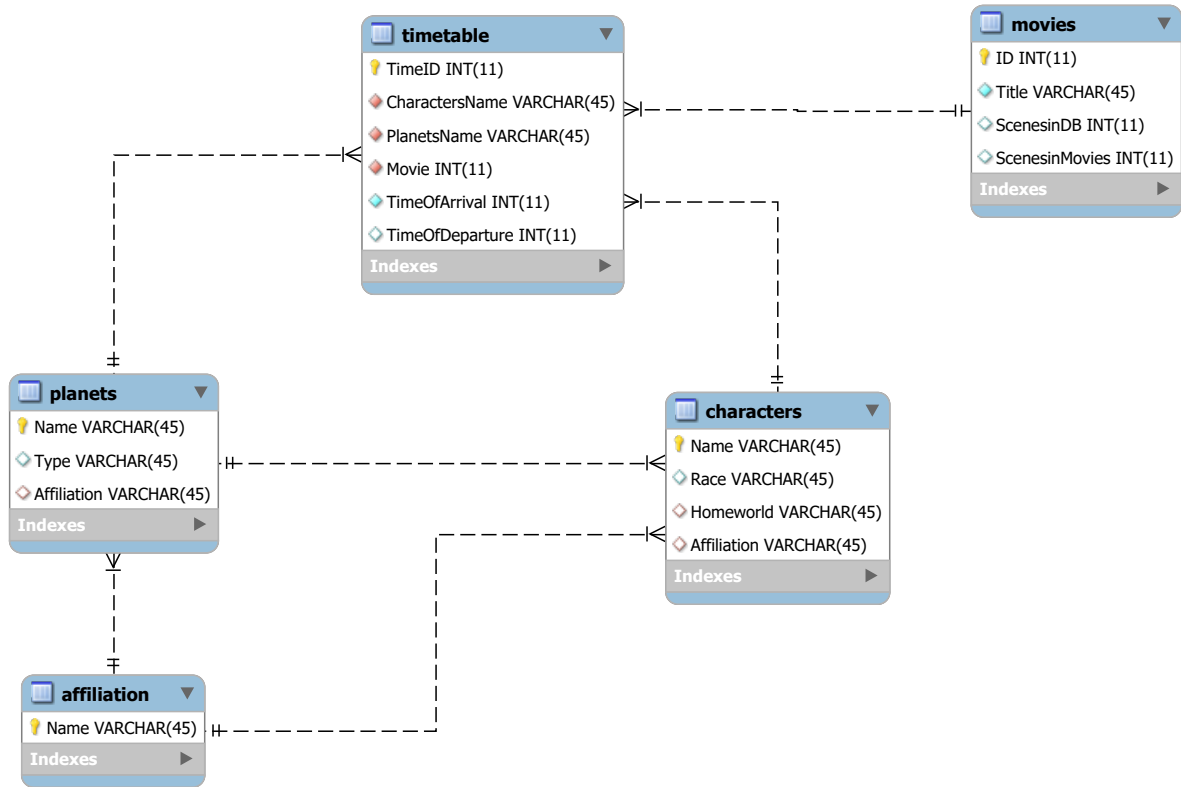 timetable
TimeID INT(11)
CharactersName VARCHAR(45)
PlanetsName VARCHAR(45)
Movie INT(11)
TimeOfArrival INT(11)
TimeOfDeparture INT(11)
Indexes
movies
ID INT(11)
Title VARCHAR(45)
ScenesinDB INT(11)
ScenesinMovies INT(11)
Indexes
planets
Name VARCHAR(45)
Type VARCHAR(45)
Affiliation VARCHAR(45)
Indexes
characters
Name VARCHAR(45)
Race VARCHAR(45)
Homeworld VARCHAR(45)
Affiliation VARCHAR(45)
Indexes
affiliation
Name VARCHAR(45)
Indexes